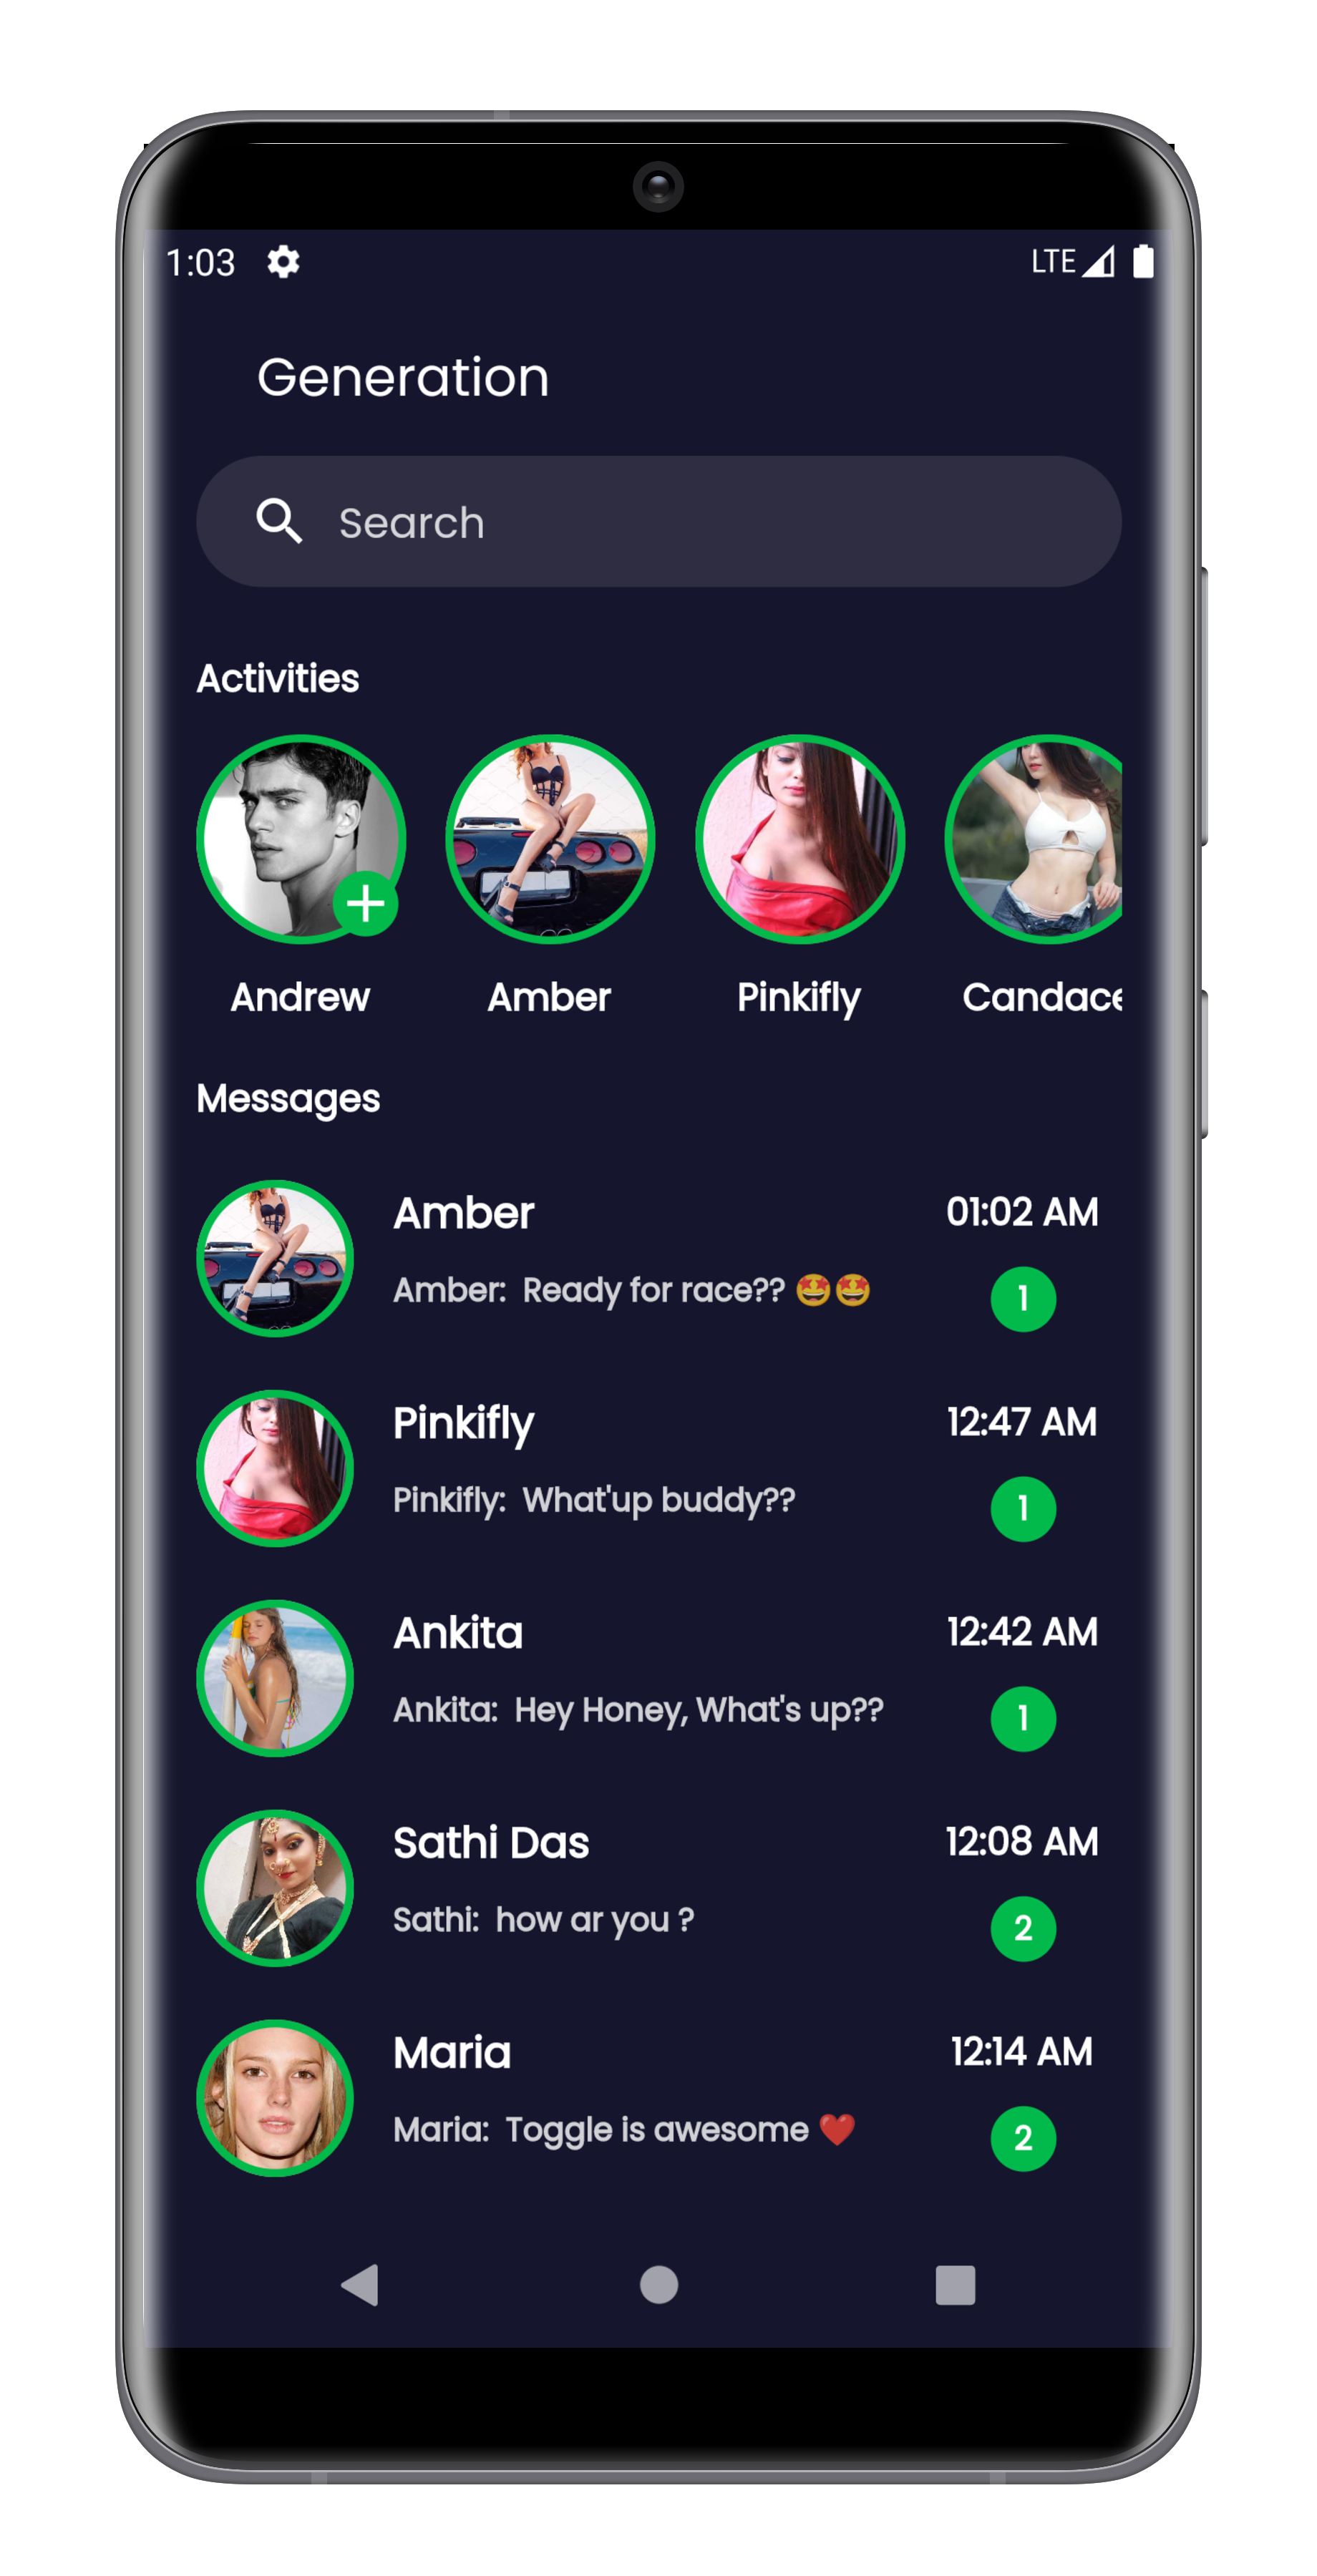 1:03 LTE
Generation
Search
Activities
Andrew Amber Pinkifly Candace
Messages
Amber 01:02 AM
Amber: Ready for race?? 🤩🤩 1
Pinkifly 12:47 AM
Pinkifly: What'up buddy?? 1
Ankita 12:42 AM
Ankita: Hey Honey, What's up?? 1
Sathi Das 12:08 AM
Sathi: how ar you ? 2
Maria 12:14 AM
Maria: Toggle is awesome ❤️ 2